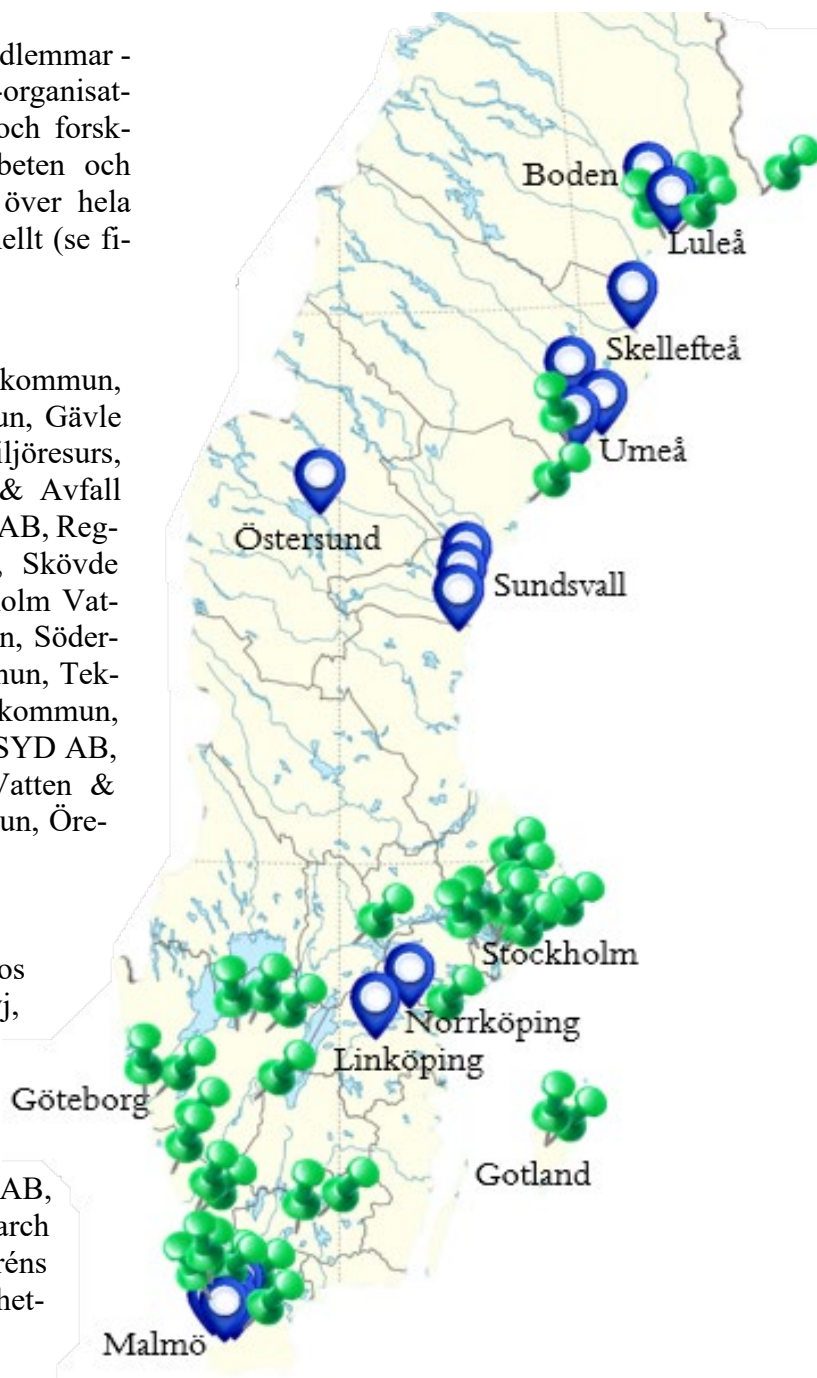 dlemmar -
-organisat-
och forsk-
beten och
över hela
ellt (se fi-
kommun,
un, Gävle
iljöresurs,
& Avfall
AB, Reg-
, Skövde
holm Vat-
n, Söder-
mun, Tek-
kommun,
SYD AB,
Vatten &
un, Öre-
os
j,
AB,
arch
réns
het-
Boden
Luleå
Skellefteå
Umeå
Östersund
Sundsvall
Stockholm
Norrköping
Linköping
Göteborg
Gotland
Malmö